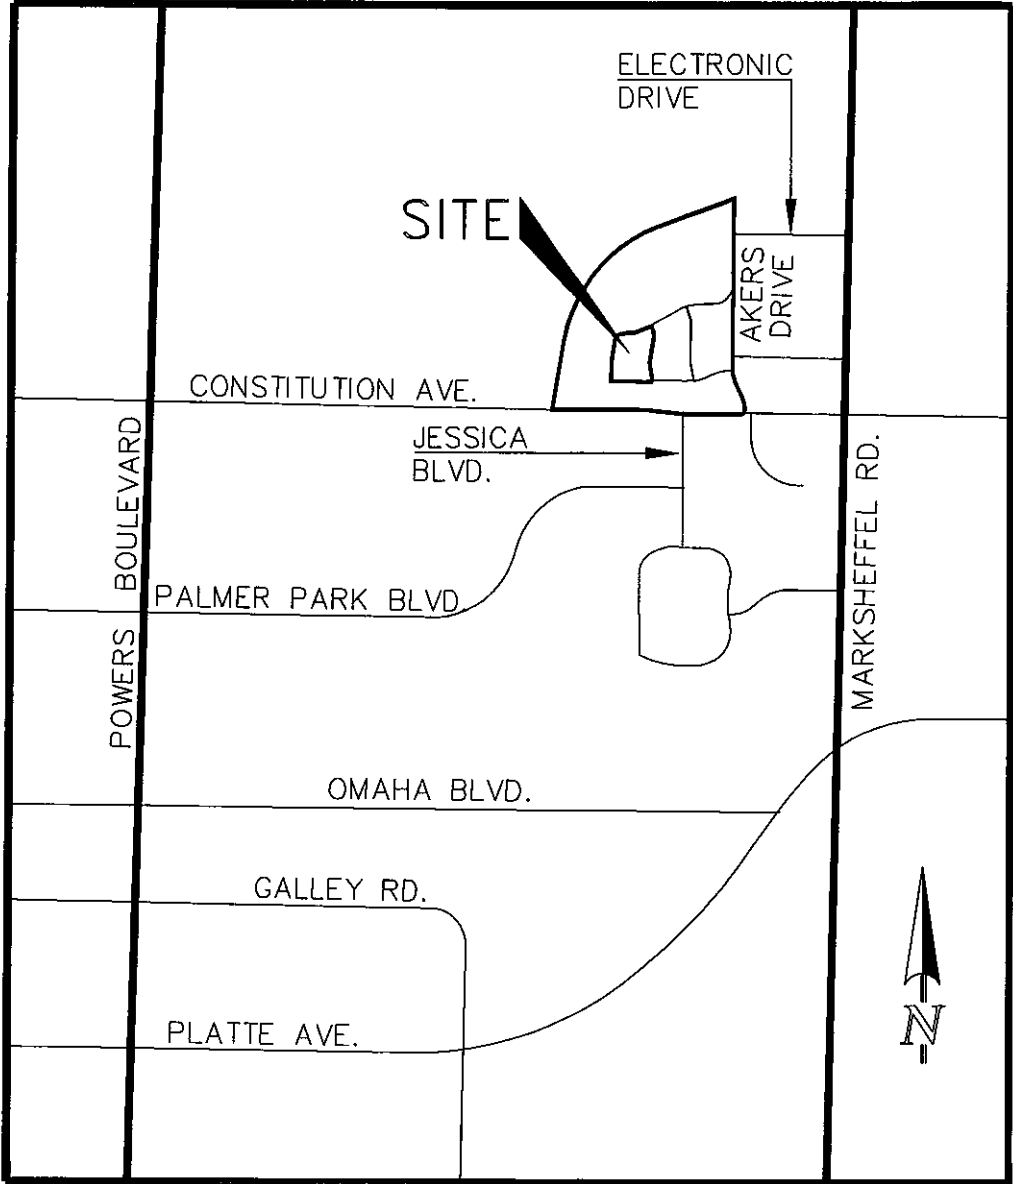 ELECTRONIC
DRIVE
SITE
AKERS
DRIVE
CONSTITUTION AVE.
JESSICA
BLVD.
POWERS BOULEVARD
MARKSHEFFEL RD.
PALMER PARK BLVD.
OMAHA BLVD.
GALLEY RD.
PLATTE AVE.
N